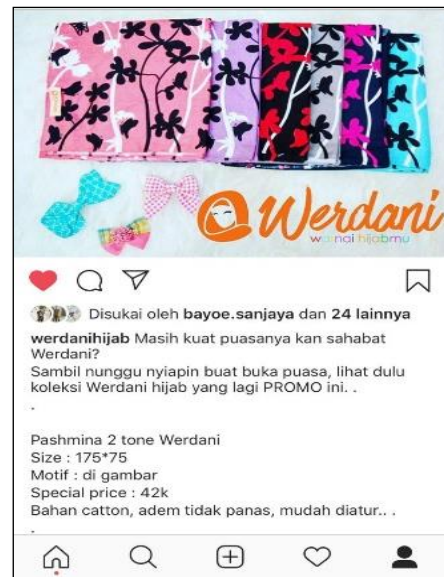 Werdani
warnai hijabmu
Disukai oleh bayoe.sanjaya dan 24 lainnya
werdanihijab Masih kuat puasanya kan sahabat
Werdani?
Sambil nunggu nyiapin buat buka puasa, lihat dulu
koleksi Werdani hijab yang lagi PROMO ini. .
.
Pashmina 2 tone Werdani
Size : 175*75
Motif : di gambar
Special price : 42k
Bahan catton, adem tidak panas, mudah diatur.. .
.